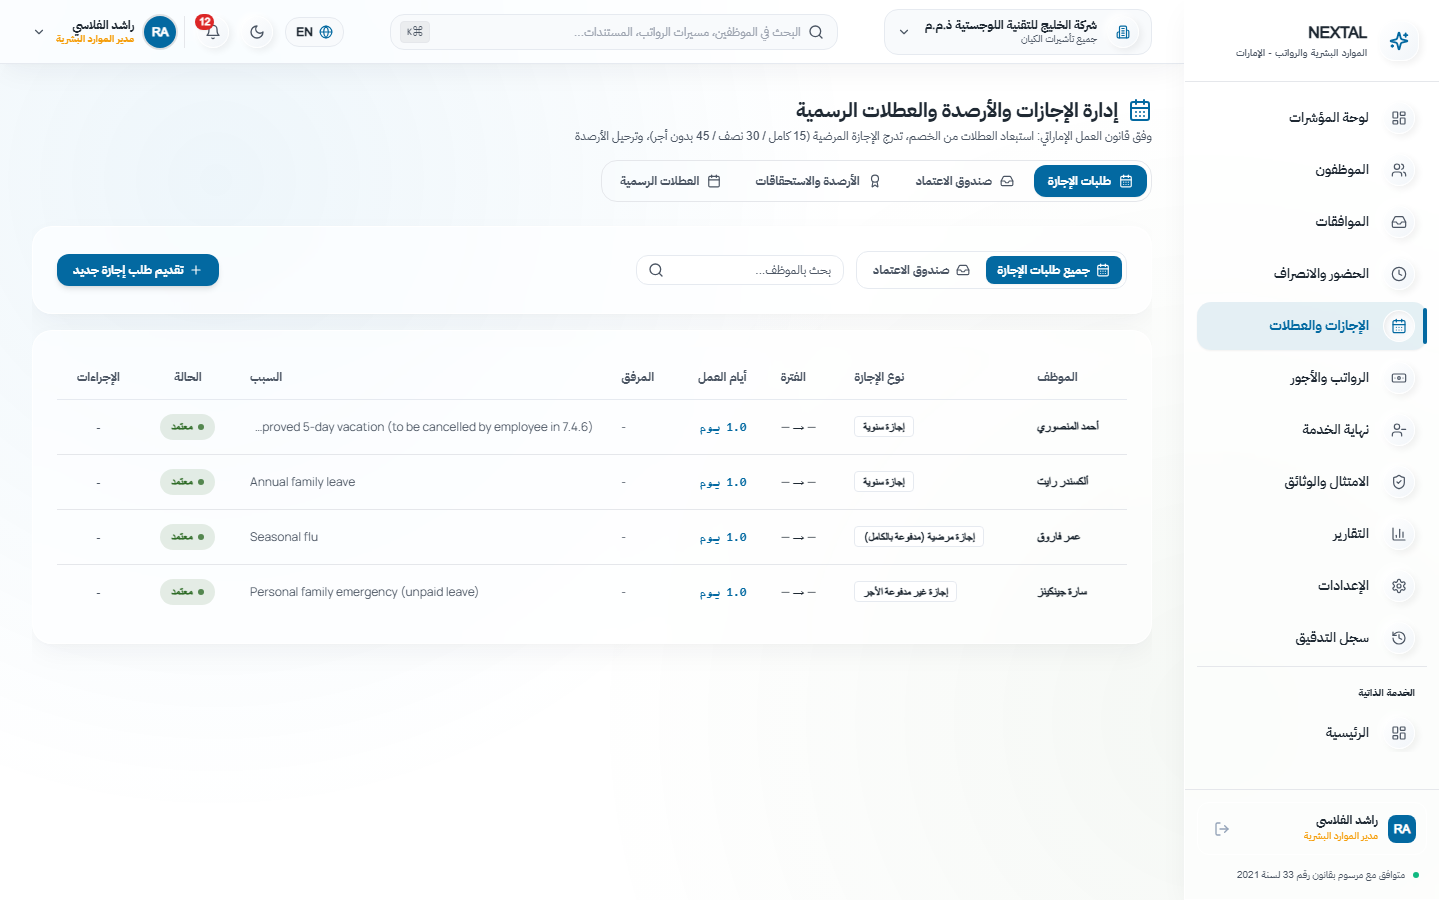 NEXTAL
الموارد البشرية والرواتب - الإمارات
لوحة المؤشرات
الموظفون
الموافقات
الحضور والانصراف
الإجازات والعطلات
الرواتب والأجور
نهاية الخدمة
الامتثال والوثائق
التقارير
الإعدادات
سجل التدقيق
الخدمة الذاتية
الرئيسية
RA
راشد الفلاسي
مدير الموارد البشرية
متوافق مع مرسوم بقانون رقم 33 لسنة 2021
شركة الخليج للتقنية اللوجستية ذ.م.م
جميع تأشيرات الكيان
البحث في الموظفين، مسيرات الرواتب، المستندات...
⌘K
EN
12
RA
راشد الفلاسي
مدير الموارد البشرية
إدارة الإجازات والأرصدة والعطلات الرسمية
وفق قانون العمل الإماراتي: استبعاد العطلات من الخصم، تدرج الإجازة المرضية (15 كامل / 30 نصف / 45 بدون أجر)، وترحيل الأرصدة
طلبات الإجازة
صندوق الاعتماد
الأرصدة والاستحقاقات
العطلات الرسمية
جميع طلبات الإجازة
صندوق الاعتماد
بحث بالموظف...
تقديم طلب إجازة جديد
الموظف نوع الإجازة الفترة أيام العمل المرفق السبب الحالة الإجراءات
أحمد المنصوري إجازة سنوية — → — 1.0 يوم - ...proved 5-day vacation (to be cancelled by employee in 7.4.6) معتمد -
ألكسندر رايت إجازة سنوية — → — 1.0 يوم - Annual family leave معتمد -
عمر فاروق إجازة مرضية (مدفوعة بالكامل) — → — 1.0 يوم - Seasonal flu معتمد -
سارة جينكينز إجازة غير مدفوعة الأجر — → — 1.0 يوم - Personal family emergency (unpaid leave) معتمد -